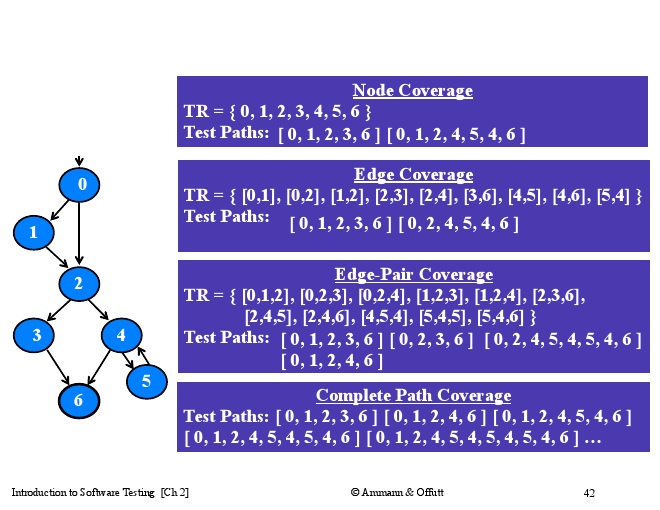 Node Coverage
TR = { 0, 1, 2, 3, 4, 5, 6 }
Test Paths: [ 0, 1, 2, 3, 6 ] [ 0, 1, 2, 4, 5, 4, 6 ]
Edge Coverage
TR = { [0,1], [0,2], [1,2], [2,3], [2,4], [3,6], [4,5], [4,6], [5,4] }
Test Paths: [ 0, 1, 2, 3, 6 ] [ 0, 2, 4, 5, 4, 6 ]
Edge-Pair Coverage
TR = { [0,1,2], [0,2,3], [0,2,4], [1,2,3], [1,2,4], [2,3,6],
[2,4,5], [2,4,6], [4,5,4], [5,4,5], [5,4,6] }
Test Paths: [ 0, 1, 2, 3, 6 ] [ 0, 2, 3, 6 ] [ 0, 2, 4, 5, 4, 5, 4, 6 ]
[ 0, 1, 2, 4, 6 ]
Complete Path Coverage
Test Paths: [ 0, 1, 2, 3, 6 ] [ 0, 1, 2, 4, 6 ] [ 0, 1, 2, 4, 5, 4, 6 ]
[ 0, 1, 2, 4, 5, 4, 5, 4, 6 ] [ 0, 1, 2, 4, 5, 4, 5, 4, 5, 4, 6 ] …
0
1
2
3
4
5
6
Introduction to Software Testing [Ch 2]
© Ammann & Offutt
42